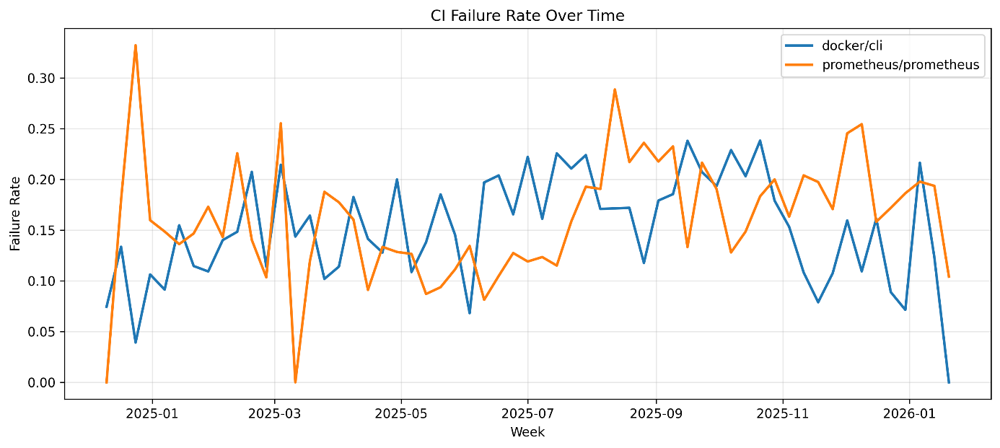 CI Failure Rate Over Time
docker/cli
prometheus/prometheus
Failure Rate
0.30
0.25
0.20
0.15
0.10
0.05
0.00
2025-01
2025-03
2025-05
2025-07
2025-09
2025-11
2026-01
Week